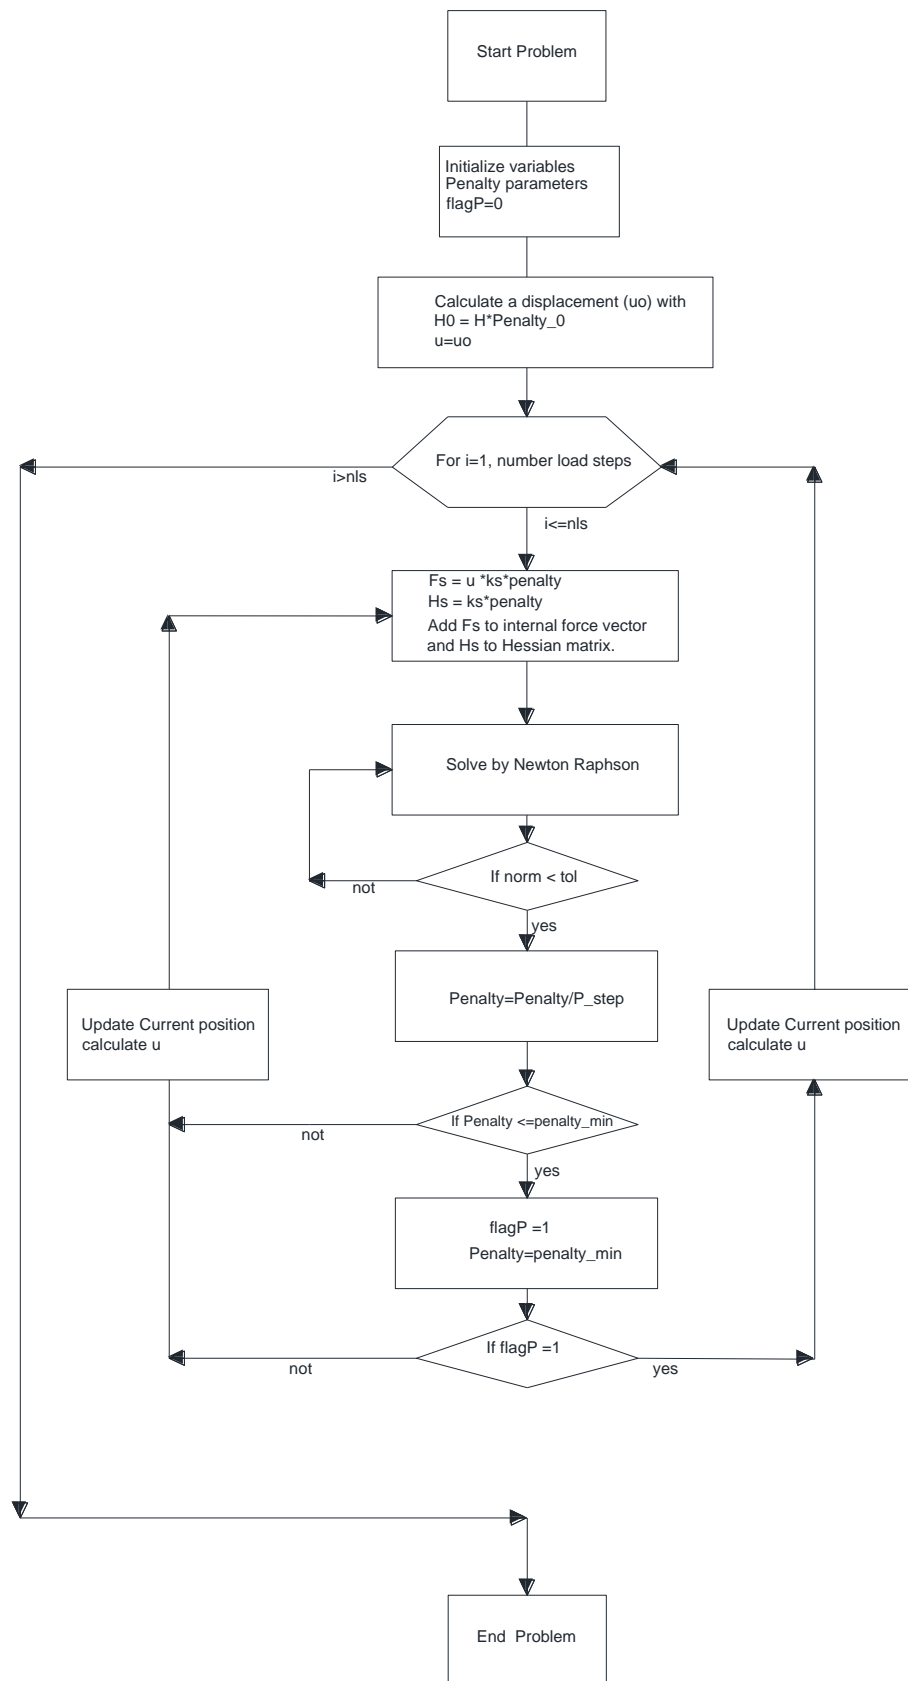 Start Problem
Initialize variables
Penalty parameters
flagP=0
Calculate a displacement (uo) with
H0 = H*Penalty_0
u=uo
For i=1, number load steps
i>nls
i<=nls
Fs = u *ks*penalty
Hs = ks*penalty
Add Fs to internal force vector
and Hs to Hessian matrix.
Solve by Newton Raphson
If norm < tol
not
yes
Penalty=Penalty/P_step
Update Current position
calculate u
Update Current position
calculate u
If Penalty <=penalty_min
not
yes
flagP =1
Penalty=penalty_min
If flagP =1
not
yes
End  Problem